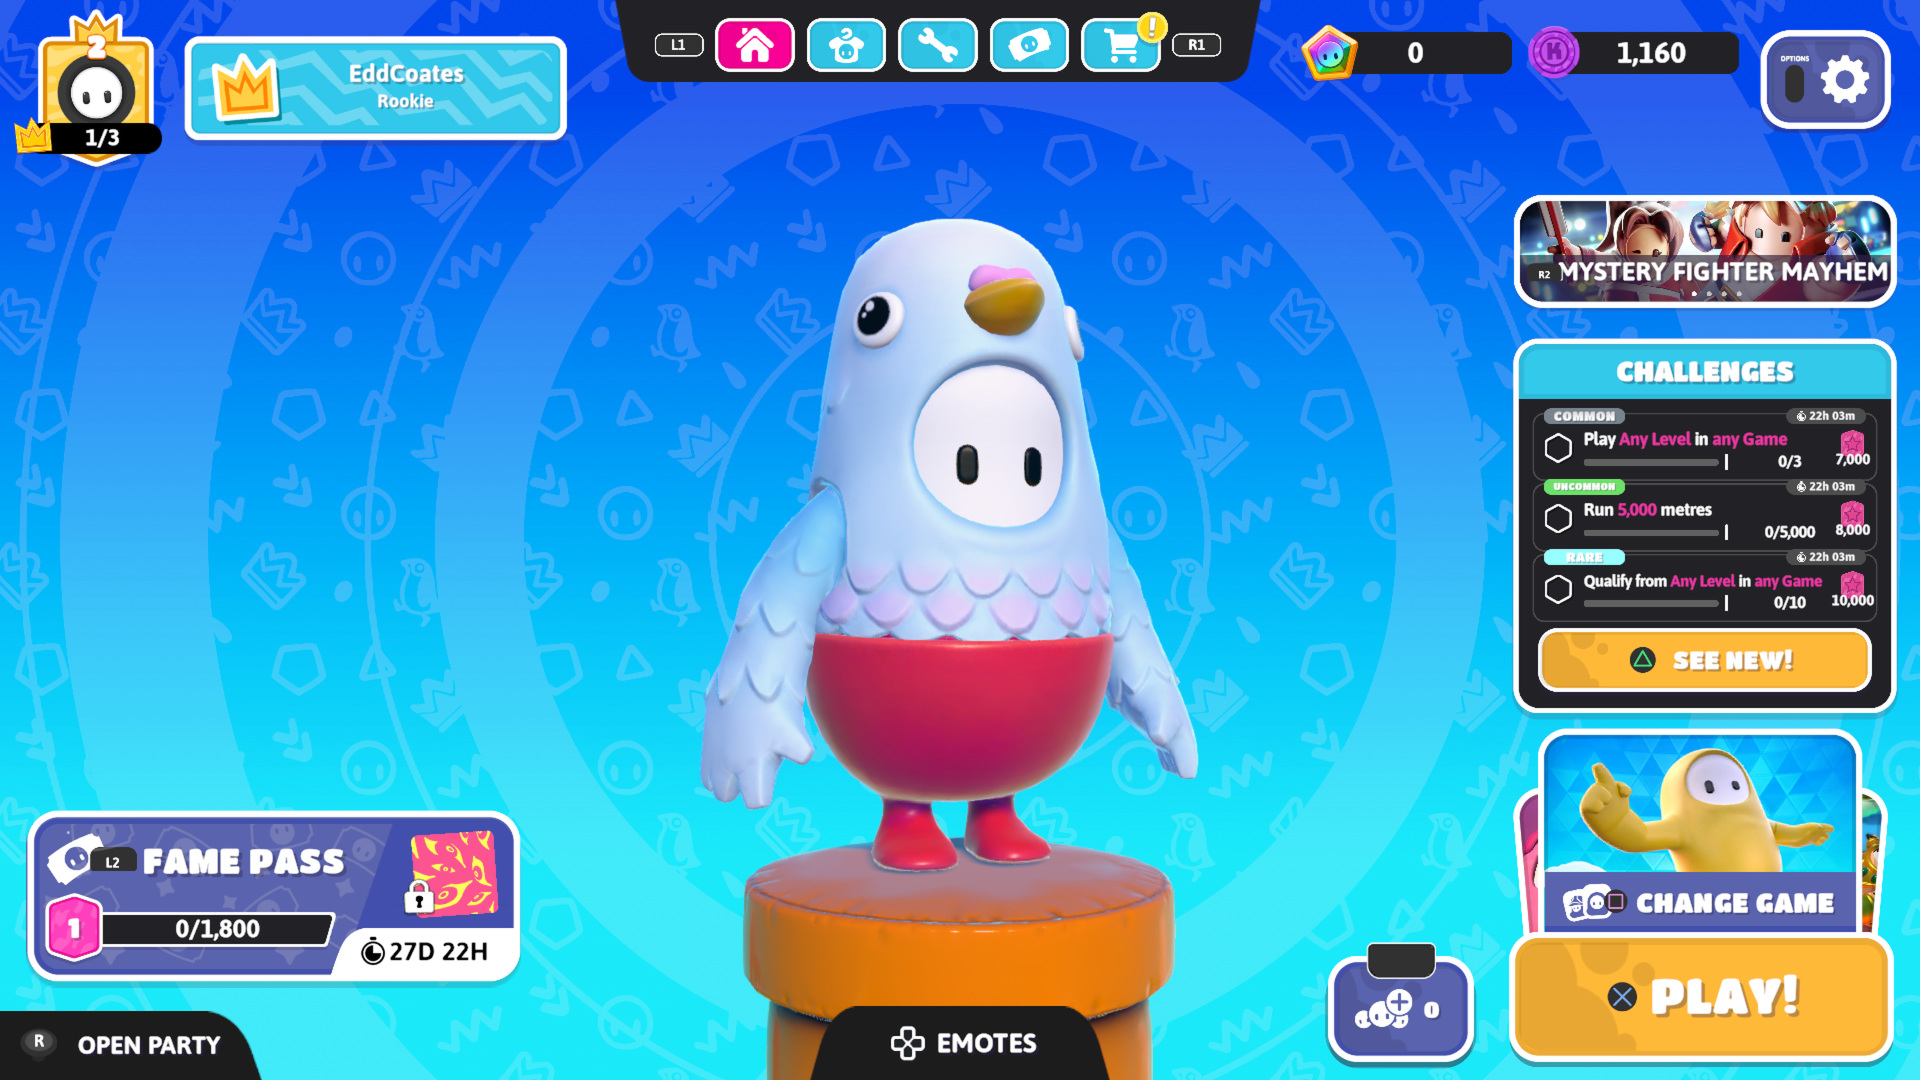 2
1/3
EddCoates
Rookie
L1
?
!
R1
0
K
1,160
OPTIONS
R2 MYSTERY FIGHTER MAYHEM
CHALLENGES
COMMON 22h 03m
Play Any Level in any Game
0/3 7,000
UNCOMMON 22h 03m
Run 5,000 metres
0/5,000 8,000
RARE 22h 03m
Qualify from Any Level in any Game
0/10 10,000
SEE NEW!
CHANGE GAME
PLAY!
0
L2 FAME PASS
1 0/1,800
27D 22H
R OPEN PARTY
EMOTES